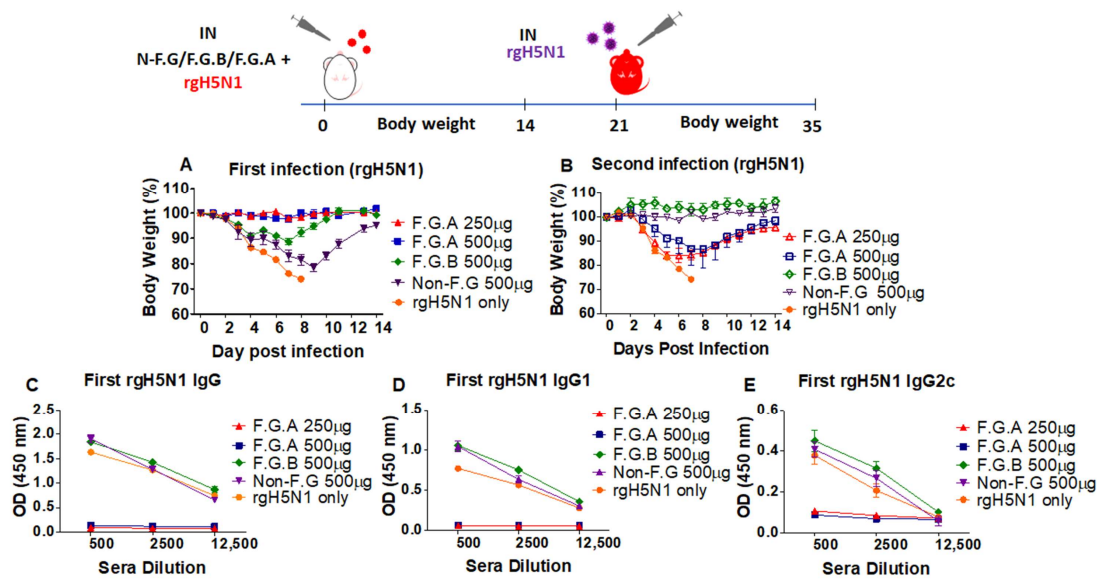 IN
N-F.G/F.G.B/F.G.A +
rgH5N1
IN
rgH5N1
0 Body weight 14 21 Body weight 35
A First infection (rgH5N1)
Body Weight (%)
110
100
90
80
70
60
0 2 4 6 8 10 12 14
Day post infection
F.G.A 250µg
F.G.A 500µg
F.G.B 500µg
Non-F.G 500µg
rgH5N1 only
B Second infection (rgH5N1)
Body Weight (%)
110
100
90
80
70
60
0 2 4 6 8 10 12 14
Days Post Infection
F.G.A 250µg
F.G.A 500µg
F.G.B 500µg
Non-F.G 500µg
rgH5N1 only
C First rgH5N1 IgG
OD (450 nm)
2.5
2.0
1.5
1.0
0.5
0.0
500 2500 12,500
Sera Dilution
F.G.A 250µg
F.G.A 500µg
F.G.B 500µg
Non-F.G 500µg
rgH5N1 only
D First rgH5N1 IgG1
OD (450 nm)
1.5
1.0
0.5
0.0
500 2500 12,500
Sera Dilution
F.G.A 250µg
F.G.A 500µg
F.G.B 500µg
Non-F.G 500µg
rgH5N1 only
E First rgH5N1 IgG2c
OD (450 nm)
0.6
0.4
0.2
0.0
500 2500 12,500
Sera Dilution
F.G.A 250µg
F.G.A 500µg
F.G.B 500µg
Non-F.G 500µg
rgH5N1 only